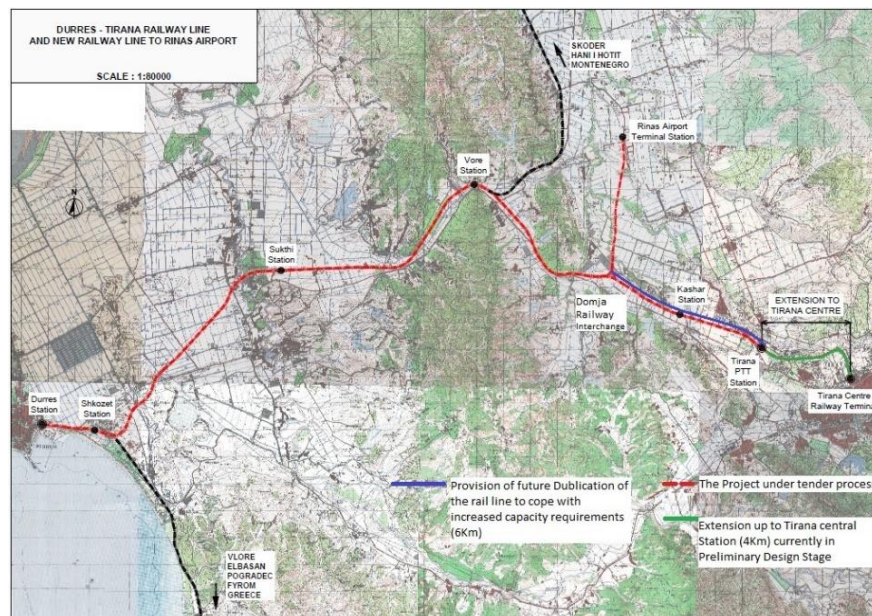 DURRES - TIRANA RAILWAY LINE
AND NEW RAILWAY LINE TO RINAS AIRPORT
SCALE : 1:80000
SKODER
HANI I HOTIT
MONTENEGRO
Rinas Airport
Terminal Station
Vore
Station
N
Sukthi
Station
Domja
Railway
Interchange
Kashar
Station
EXTENSION TO
TIRANA CENTRE
Tirana
PTT
Station
Tirana Centre
Railway Termina
Durres
Station
Shkozet
Station
Provision of future Dublication of
the rail line to cope with
increased capacity requirements
(6Km)
The Project under tender process
Extension up to Tirana central
Station (4Km) currently in
Preliminary Design Stage
VLORE
ELBASAN
POGRADEC
FYROM
GREECE